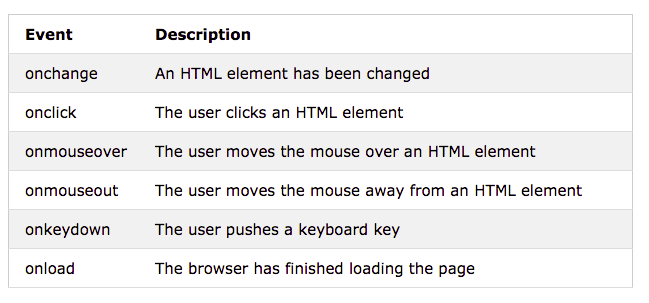 Event Description
onchange An HTML element has been changed
onclick The user clicks an HTML element
onmouseover The user moves the mouse over an HTML element
onmouseout The user moves the mouse away from an HTML element
onkeydown The user pushes a keyboard key
onload The browser has finished loading the page